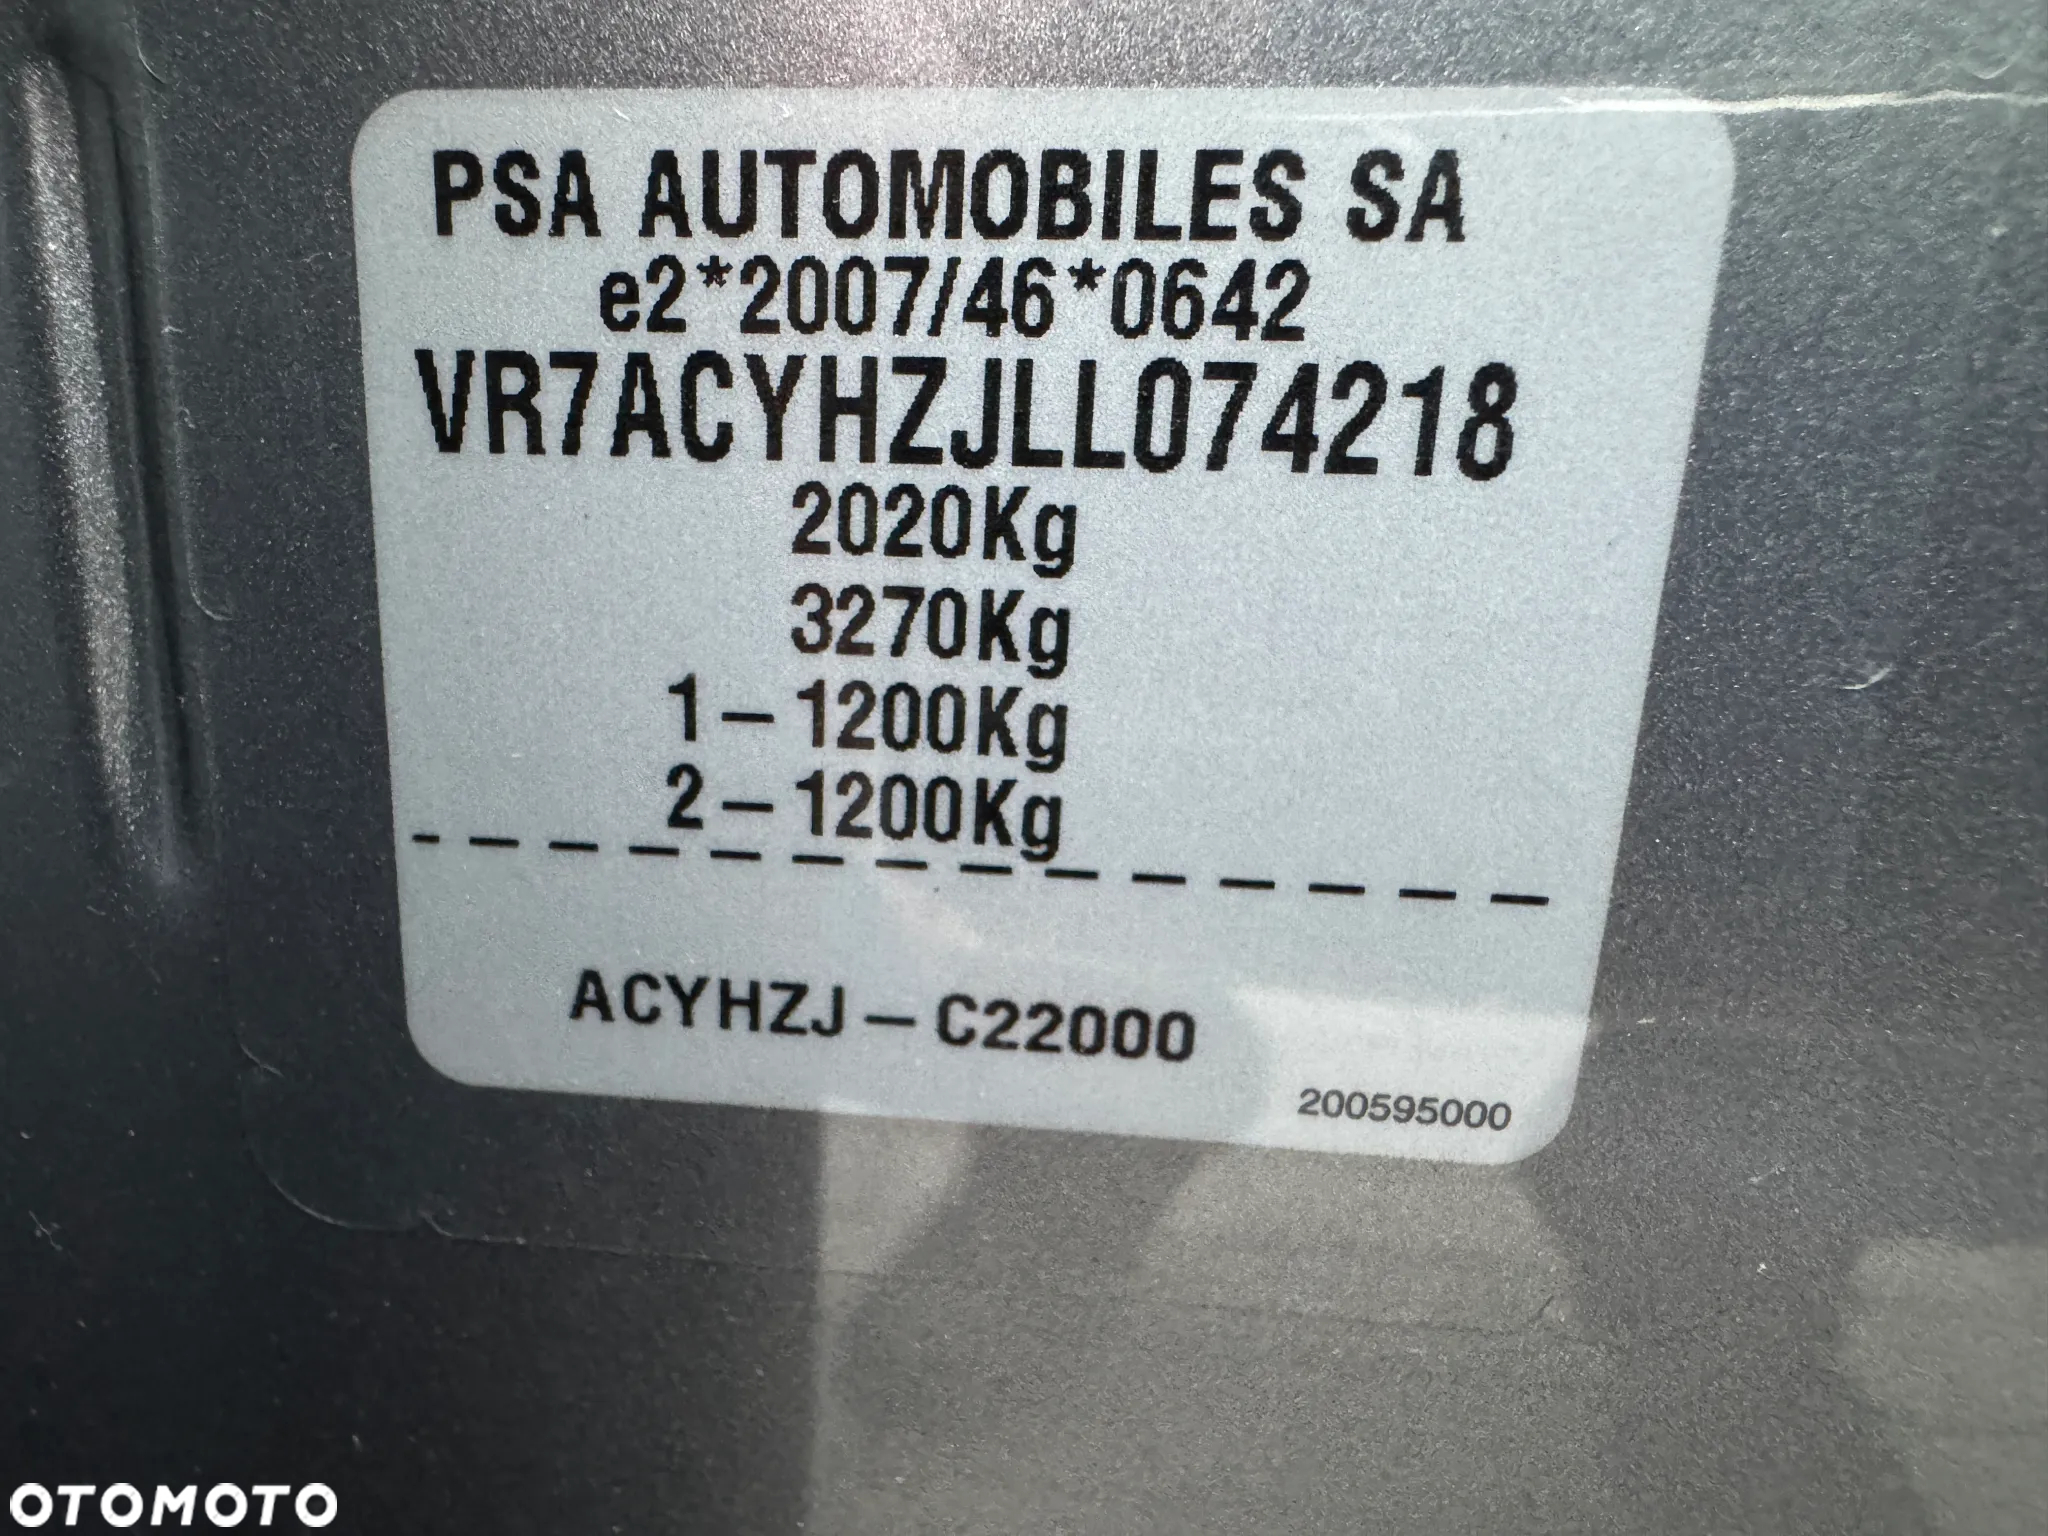 PSA AUTOMOBILES SA
e2*2007/46*0642
VR7ACYHZJLL074218
2020Kg
3270Kg
1-1200Kg
2-1200Kg
ACYHZJ-C22000
200595000
OTOMOTO